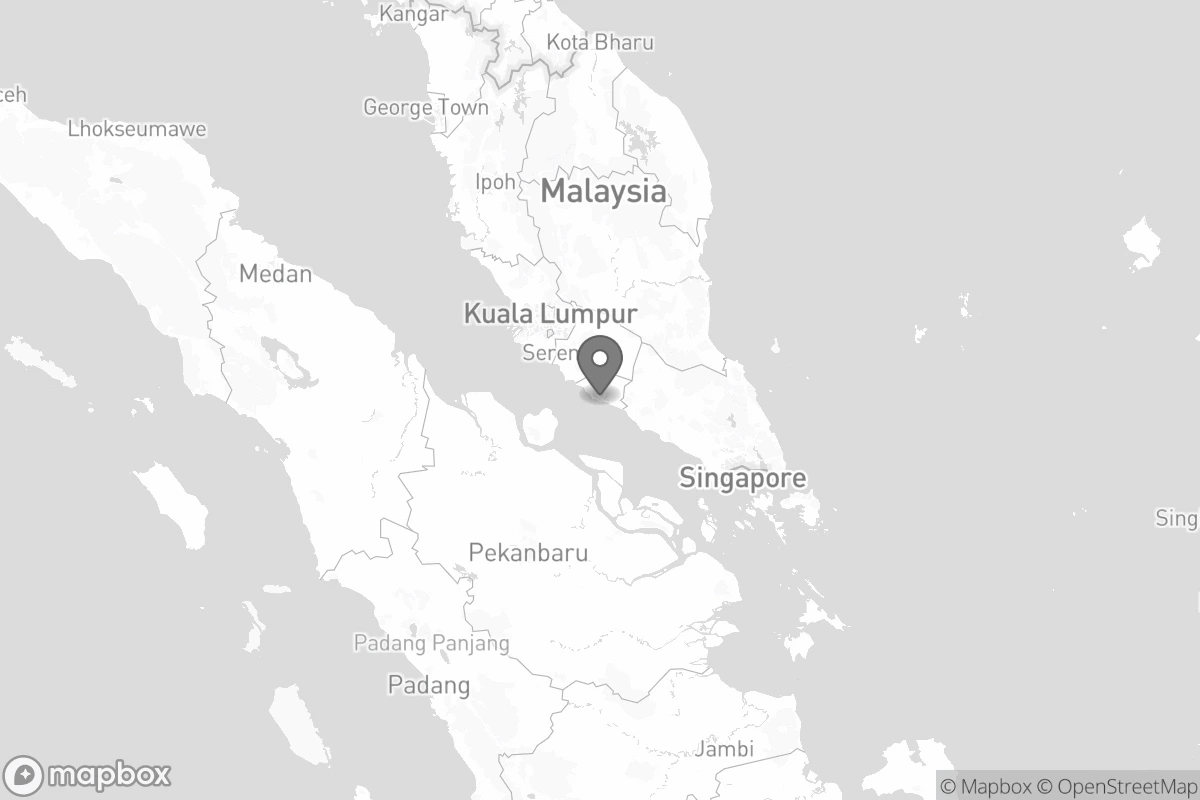 Kangar
Kota Bharu
ceh
George Town
Lhokseumawe
Ipoh
Malaysia
Medan
Kuala Lumpur
Seren
Singapore
Sing
Pekanbaru
Padang Panjang
Padang
Jambi
mapbox
© Mapbox © OpenStreetMap